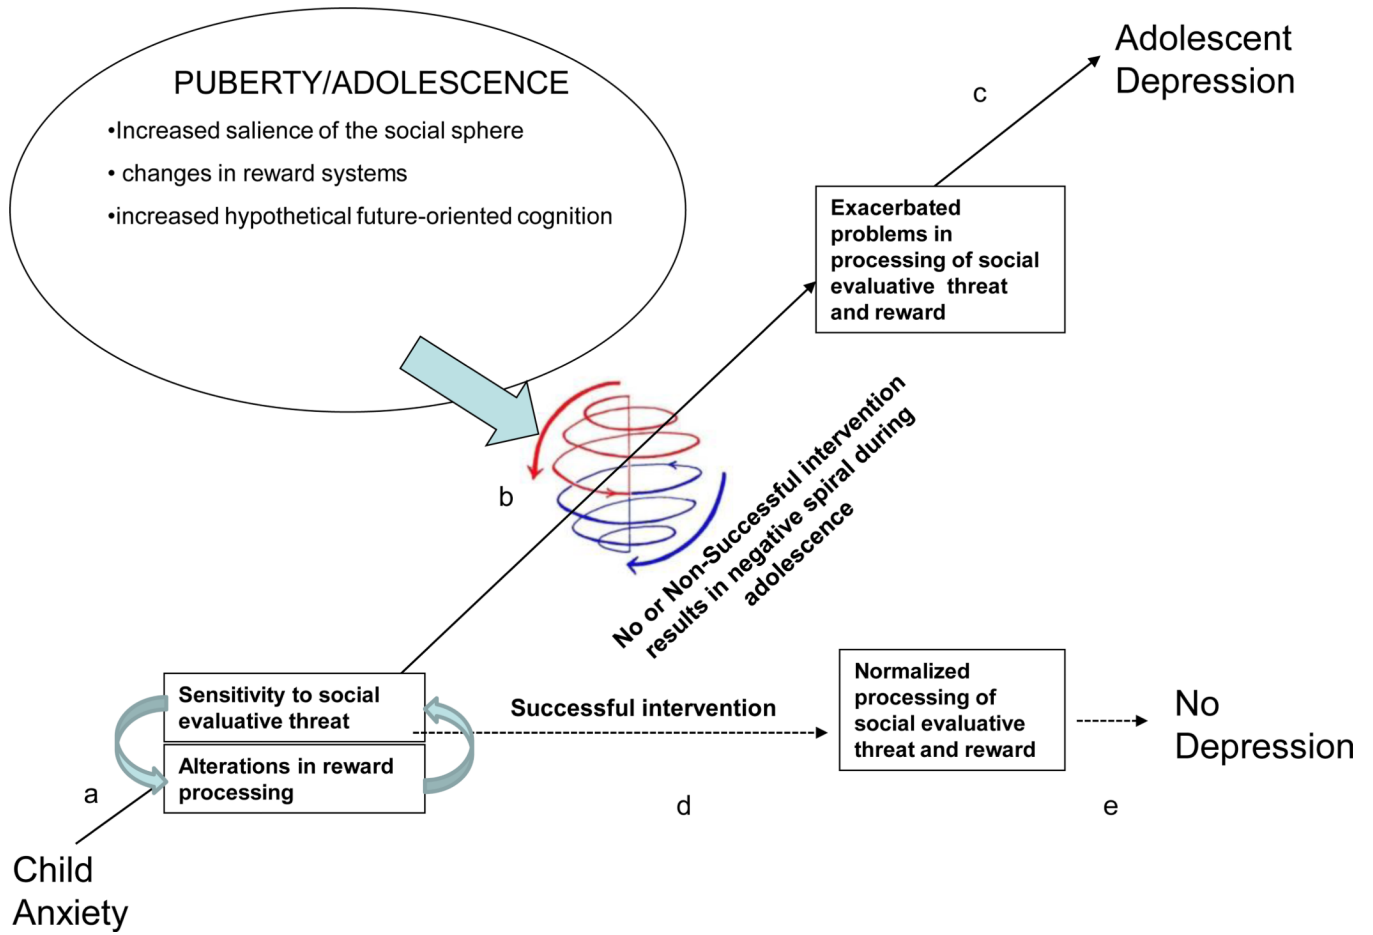 PUBERTY/ADOLESCENCE
•Increased salience of the social sphere
• changes in reward systems
•increased hypothetical future-oriented cognition
c
Adolescent
Depression
Exacerbated
problems in
processing of social
evaluative threat
and reward
b
No or Non-Successful intervention
results in negative spiral during
adolescence
Sensitivity to social
evaluative threat
Alterations in reward
processing
Successful intervention
Normalized
processing of
social evaluative
threat and reward
No
Depression
a
d
e
Child
Anxiety